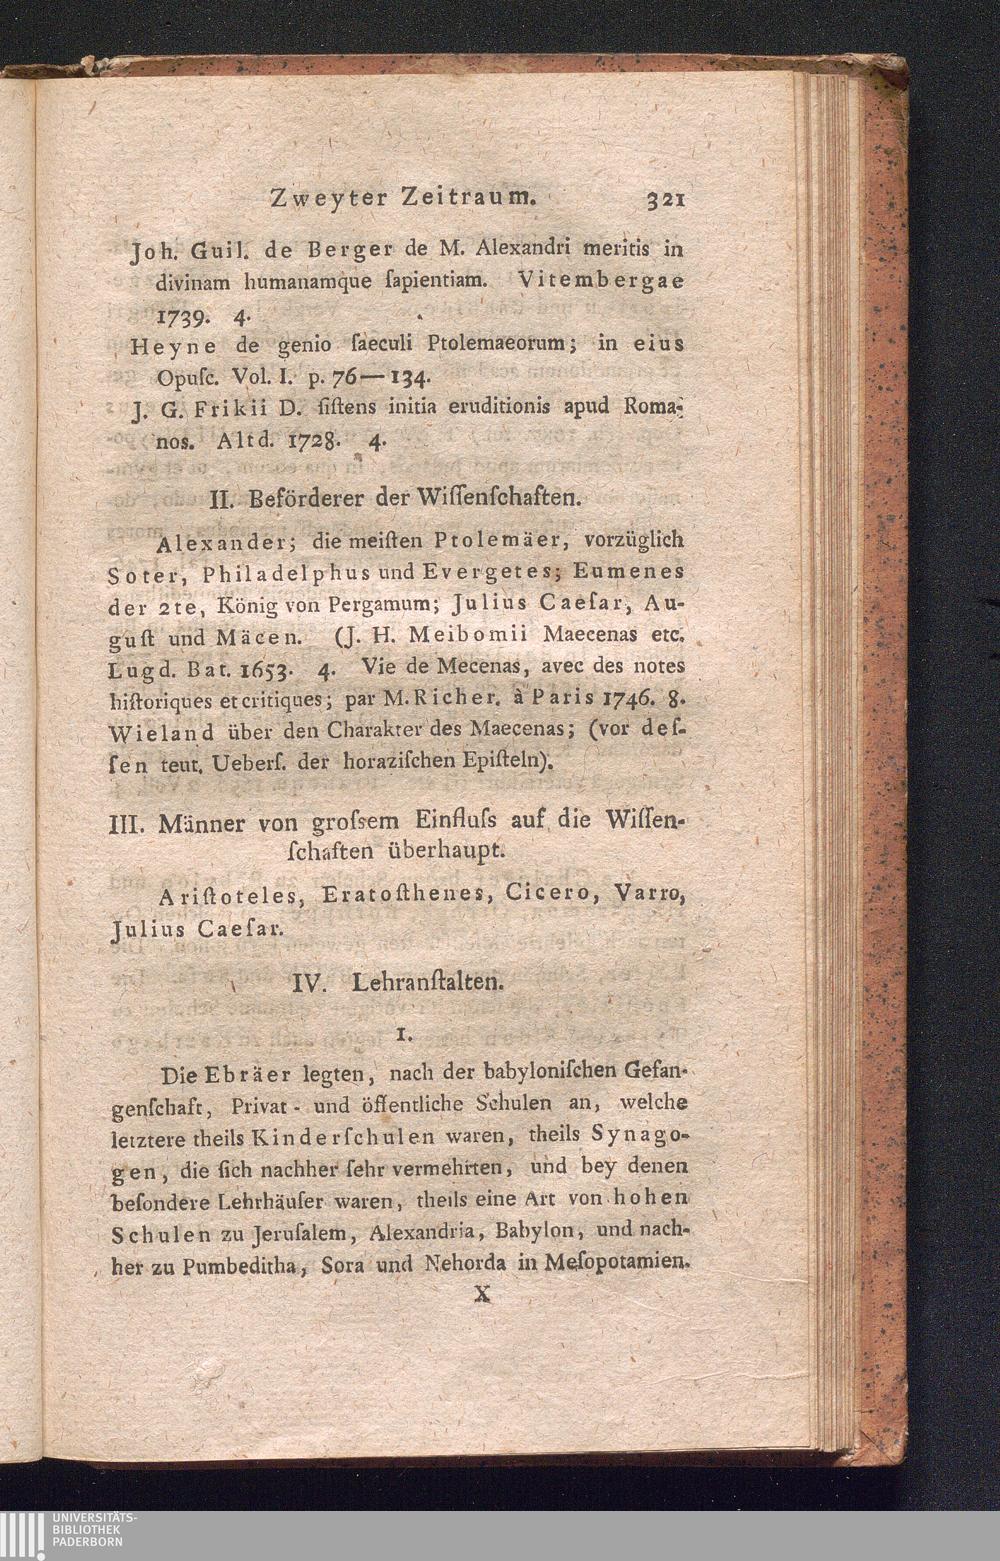 Zweyter Zeitraum. 321
Joh. Guil. de Berger de M. Alexandri meritis in
divinam humanamque ſapientiam. Vitembergae
1739. 4.
Heyne de genio ſaeculi Ptolemaeorum; in eius
Opuſc. Vol. I. p. 76—134.
J. G. Frikii D. ſiſtens initia eruditionis apud Roma-
nos. Altd. 1728. 4.
II. Beförderer der Wiſſenſchaften.
Alexander; die meiſten Ptolemäer, vorzüglich
Soter, Philadelphus und Evergetes; Eumenes
der 2te, König von Pergamum; Julius Caeſar, Au-
guſt und Mäcen. (J. H. Meibomii Maecenas etc.
Lugd. Bat. 1653. 4. Vie de Mecenas, avec des notes
hiſtoriques et critiques; par M. Richer. à Paris 1746. 8.
Wieland über den Charakter des Maecenas; (vor deſ-
ſen teut. Ueberſ. der horaziſchen Epiſteln).
III. Männer von groſsem Einfluſs auf die Wiſſen-
ſchaften überhaupt.
Ariſtoteles, Eratoſthenes, Cicero, Varro,
Julius Caeſar.
IV. Lehranſtalten.
1.
Die Ebräer legten, nach der babyloniſchen Gefan-
genſchaft, Privat- und öffentliche Schulen an, welche
letztere theils Kinderſchulen waren, theils Synago-
gen, die ſich nachher ſehr vermehrten, und bey denen
beſondere Lehrhäuſer waren, theils eine Art von hohen
Schulen zu Jeruſalem, Alexandria, Babylon, und nach-
her zu Pumbeditha, Sora und Nehorda in Meſopotamien.
X
UNIVERSITÄTS-
BIBLIOTHEK
PADERBORN